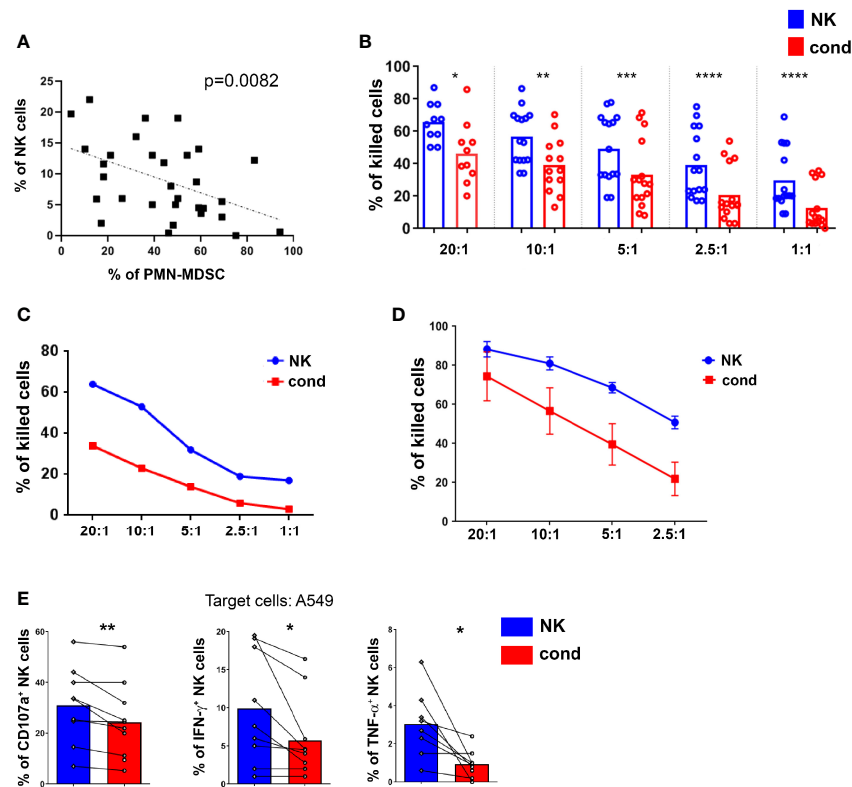 NK
cond
A
p=0.0082
% of NK cells
25
20
15
10
5
0
0 20 40 60 80 100
% of PMN-MDSC
B
% of killed cells
100
80
60
40
20
0
* ** *** **** ****
20:1 10:1 5:1 2.5:1 1:1
C
% of killed cells
80
60
40
20
0
NK
cond
20:1 10:1 5:1 2.5:1 1:1
D
% of killed cells
100
80
60
40
20
0
NK
cond
20:1 10:1 5:1 2.5:1
E
Target cells: A549
% of CD107a⁺ NK cells
60
40
20
0
**
% of IFN-γ⁺ NK cells
20
15
10
5
0
*
% of TNF-α⁺ NK cells
8
6
4
2
0
*
NK
cond